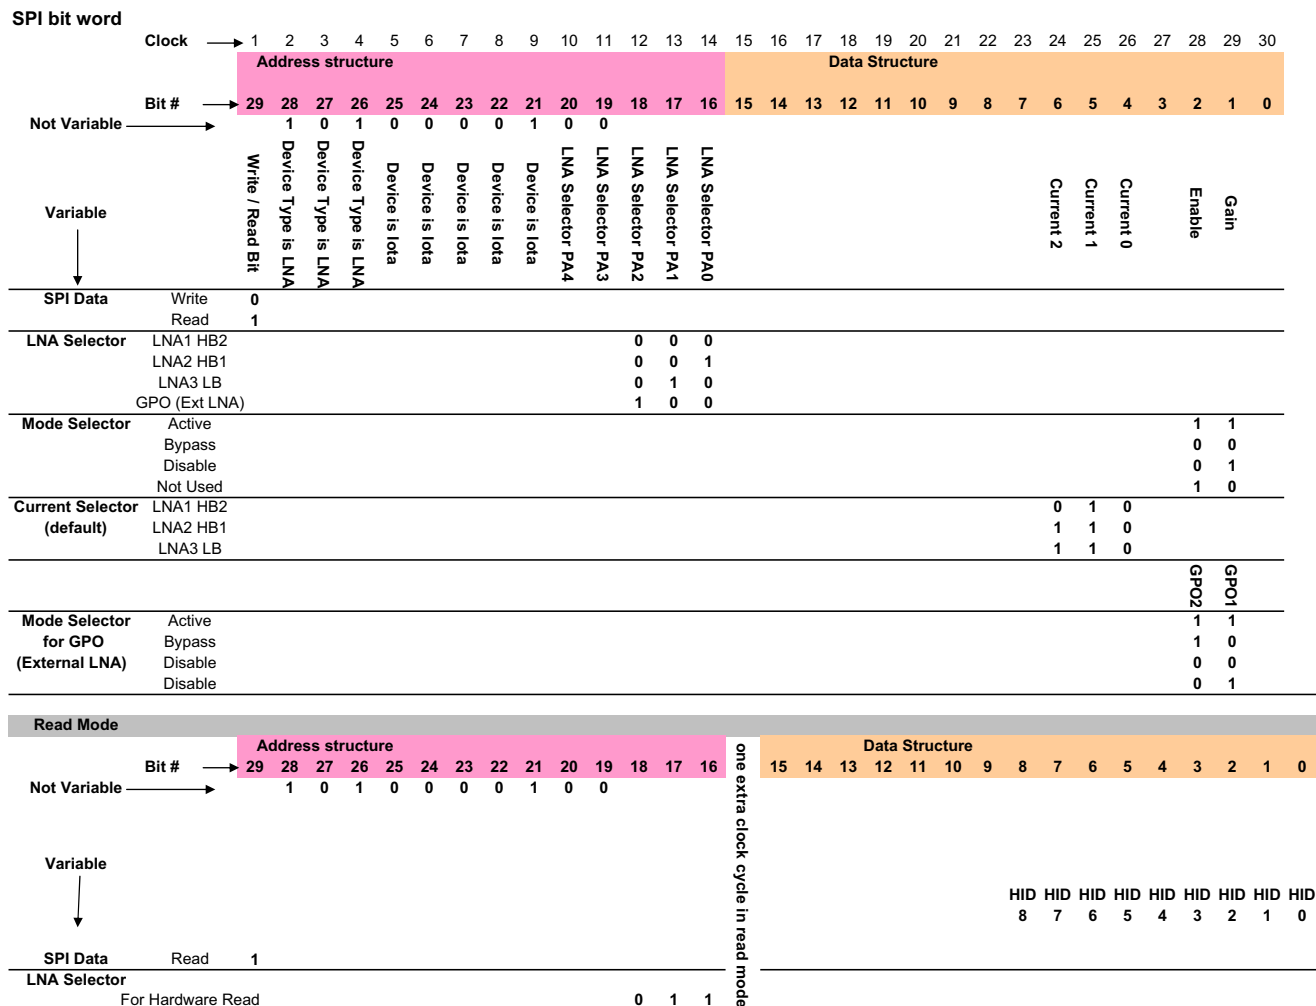 SPI bit word
Clock 1 2 3 4 5 6 7 8 9 10 11 12 13 14 15 16 17 18 19 20 21 22 23 24 25 26 27 28 29 30
Address structure Data Structure
Bit # 29 28 27 26 25 24 23 22 21 20 19 18 17 16 15 14 13 12 11 10 9 8 7 6 5 4 3 2 1 0
Not Variable 1 0 1 0 0 0 0 1 0 0
Variable
Write / Read Bit
Device Type is LNA
Device Type is LNA
Device Type is LNA
Device is Iota
Device is Iota
Device is Iota
Device is Iota
Device is Iota
LNA Selector PA4
LNA Selector PA3
LNA Selector PA2
LNA Selector PA1
LNA Selector PA0
Current 2
Current 1
Current 0
Enable
Gain
SPI Data Write 0
Read 1
LNA Selector LNA1 HB2 0 0 0
LNA2 HB1 0 0 1
LNA3 LB 0 1 0
GPO (Ext LNA) 1 0 0
Mode Selector Active 1 1
Bypass 0 0
Disable 0 1
Not Used 1 0
Current Selector LNA1 HB2 0 1 0
(default) LNA2 HB1 1 1 0
LNA3 LB 1 1 0
GPO2
GPO1
Mode Selector Active 1 1
for GPO Bypass 1 0
(External LNA) Disable 0 0
Disable 0 1
Read Mode
Address structure Data Structure
Bit # 29 28 27 26 25 24 23 22 21 20 19 18 17 16 15 14 13 12 11 10 9 8 7 6 5 4 3 2 1 0
Not Variable 1 0 1 0 0 0 0 1 0 0
one extra clock cycle in read mode
Variable
HID HID HID HID HID HID HID HID HID
8 7 6 5 4 3 2 1 0
SPI Data Read 1
LNA Selector
For Hardware Read 0 1 1